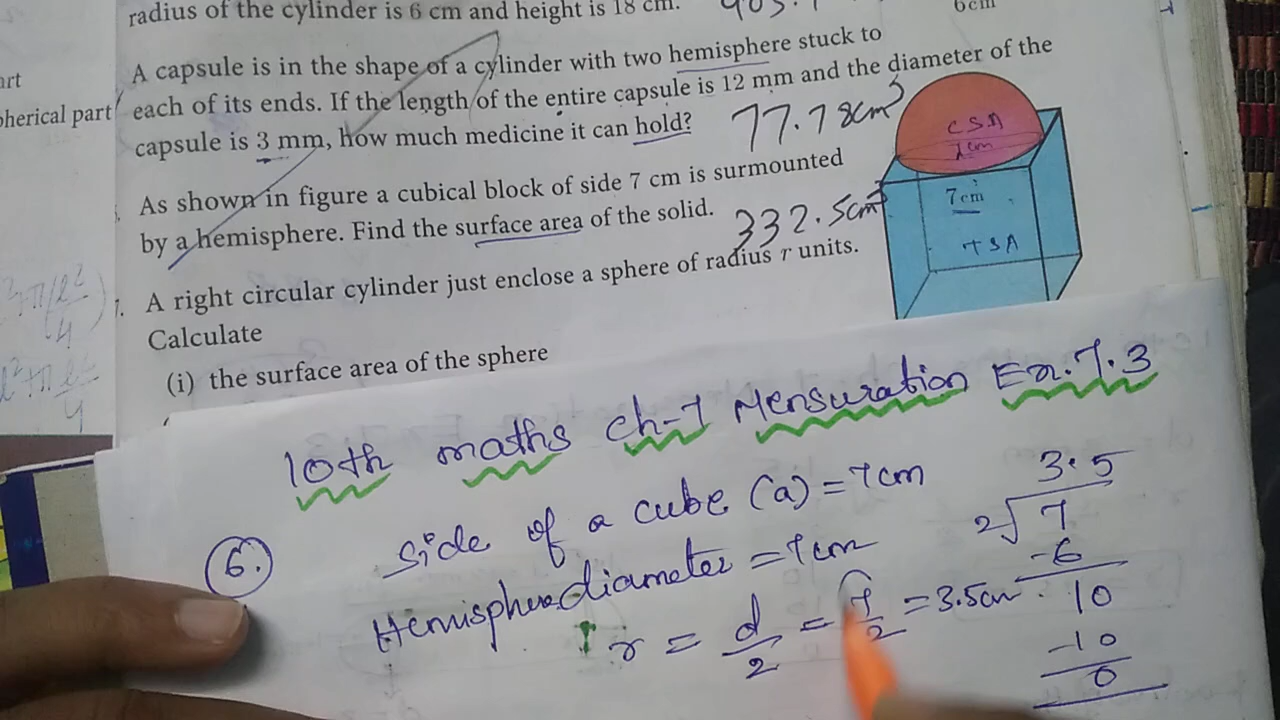 radius of the cylinder is 6 cm and height is 18 cm.
6cm
art
A capsule is in the shape of a cylinder with two hemisphere stuck to
pherical part each of its ends. If the length of the entire capsule is 12 mm and the diameter of the
capsule is 3 mm, how much medicine it can hold? 77.78cm³
C.S.A
7cm
As shown in figure a cubical block of side 7 cm is surmounted
7cm
by a hemisphere. Find the surface area of the solid. 332.5cm²
TSA
7. A right circular cylinder just enclose a sphere of radius r units.
Calculate
(i) the surface area of the sphere
10th maths Ch-7 Mensuration Ex.7.3
6. Side of a cube (a) = 7cm
Hemisphere diameter = 7cm
r = d/2 = 7/2 = 3.5cm
3.5
2 7
-6
10
-10
0